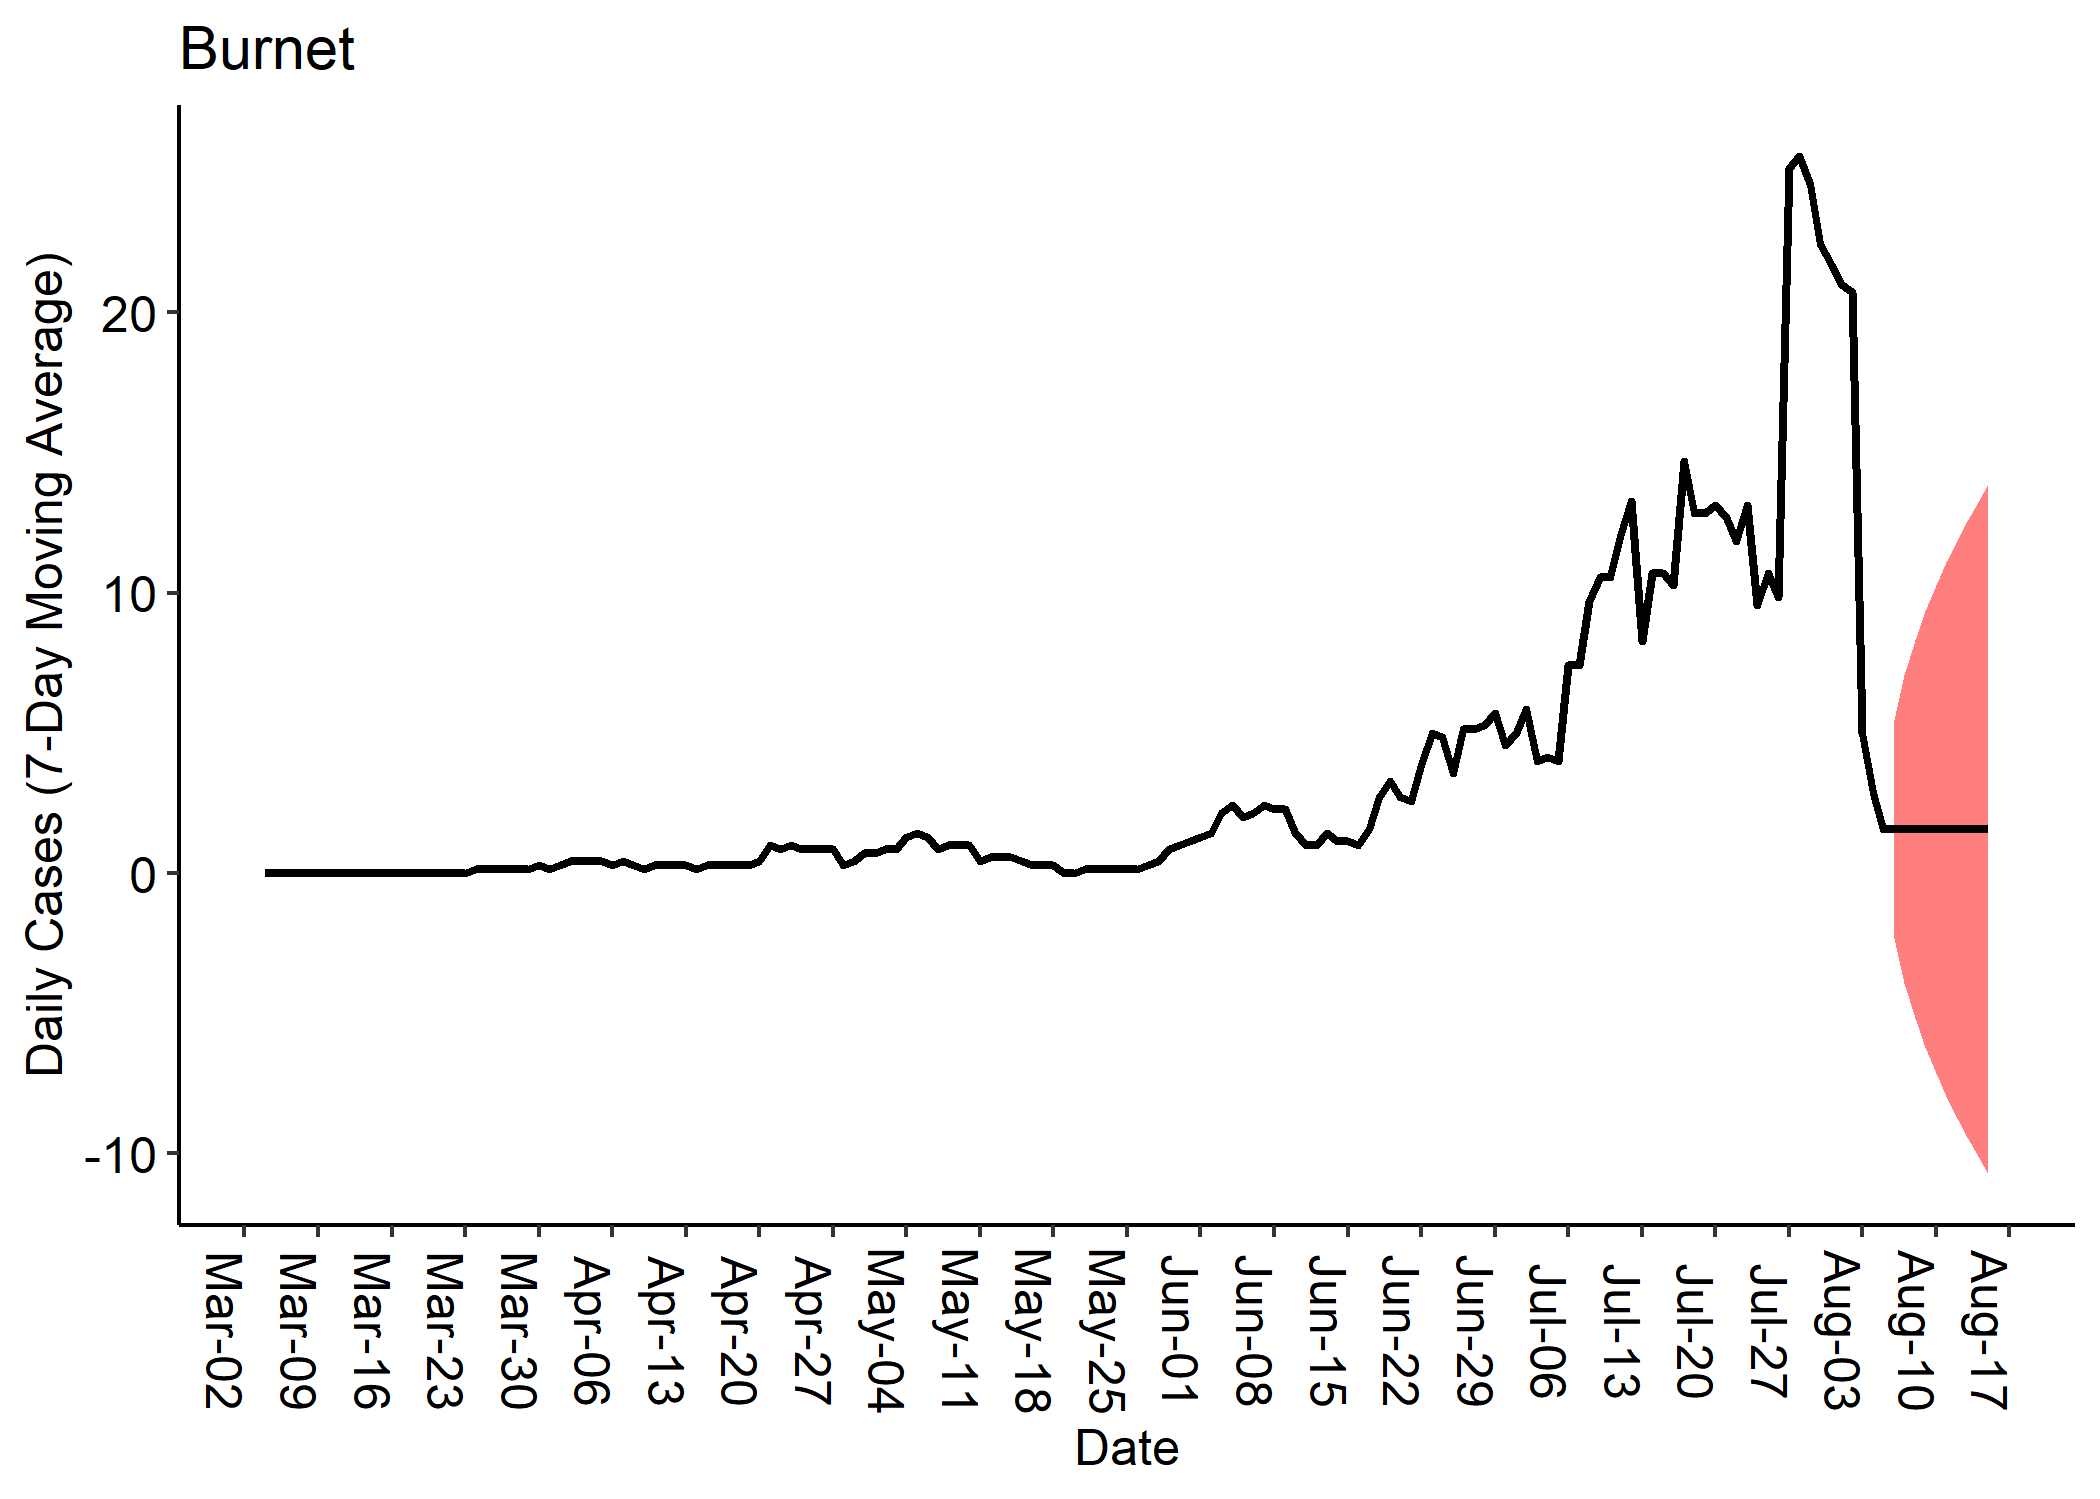 Burnet
Daily Cases (7-Day Moving Average)
20
10
0
-10
Mar-02
Mar-09
Mar-16
Mar-23
Mar-30
Apr-06
Apr-13
Apr-20
Apr-27
May-04
May-11
May-18
May-25
Jun-01
Jun-08
Jun-15
Jun-22
Jun-29
Jul-06
Jul-13
Jul-20
Jul-27
Aug-03
Aug-10
Aug-17
Date